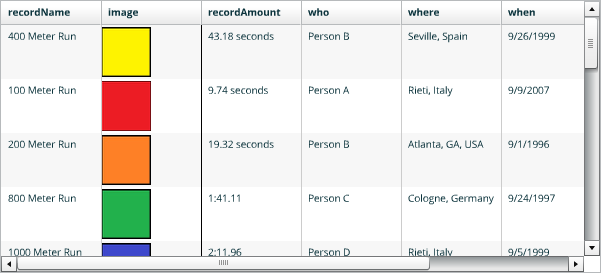 recordName image recordAmount who where when
400 Meter Run 43.18 seconds Person B Seville, Spain 9/26/1999
100 Meter Run 9.74 seconds Person A Rieti, Italy 9/9/2007
200 Meter Run 19.32 seconds Person B Atlanta, GA, USA 9/1/1996
800 Meter Run 1:41.11 Person C Cologne, Germany 9/24/1997
1000 Meter Run 2:11.96 Person D Rieti, Italy 9/5/1999